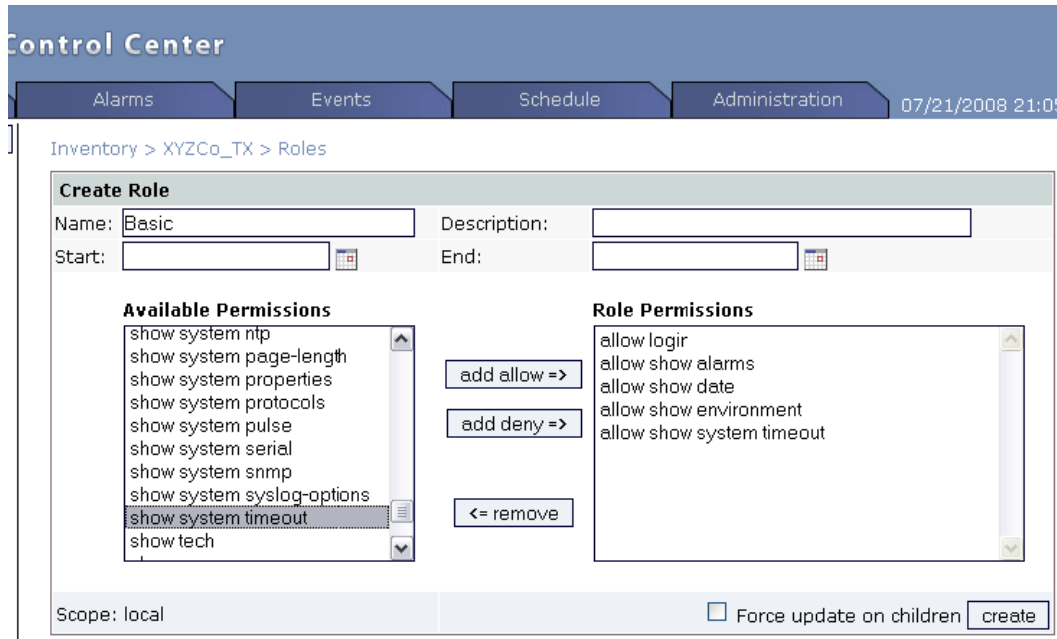 Control Center
Alarms Events Schedule Administration 07/21/2008 21:05
Inventory > XYZCo_TX > Roles
Create Role
Name: Basic Description:
Start: End:
Available Permissions
show system ntp
show system page-length
show system properties
show system protocols
show system pulse
show system serial
show system snmp
show system syslog-options
show system timeout
show tech
add allow =>
add deny =>
<= remove
Role Permissions
allow logir
allow show alarms
allow show date
allow show environment
allow show system timeout
Scope: local Force update on children create